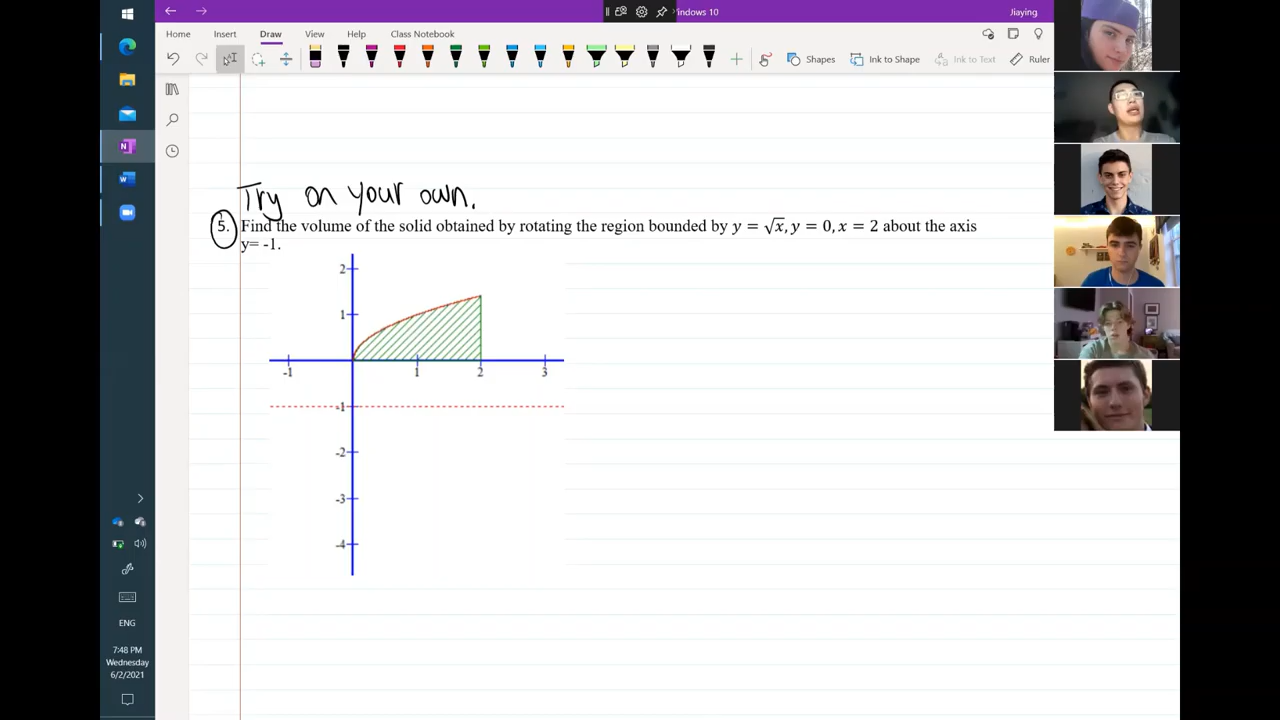 indows 10
Jiaying
Home Insert Draw View Help Class Notebook
Shapes Ink to Shape Ink to Text Ruler
Try on your own.
5. Find the volume of the solid obtained by rotating the region bounded by y = √x, y = 0, x = 2 about the axis
y= -1.
2
1
-1 1 2 3
-1
-2
-3
-4
ENG
7:48 PM
Wednesday
6/2/2021